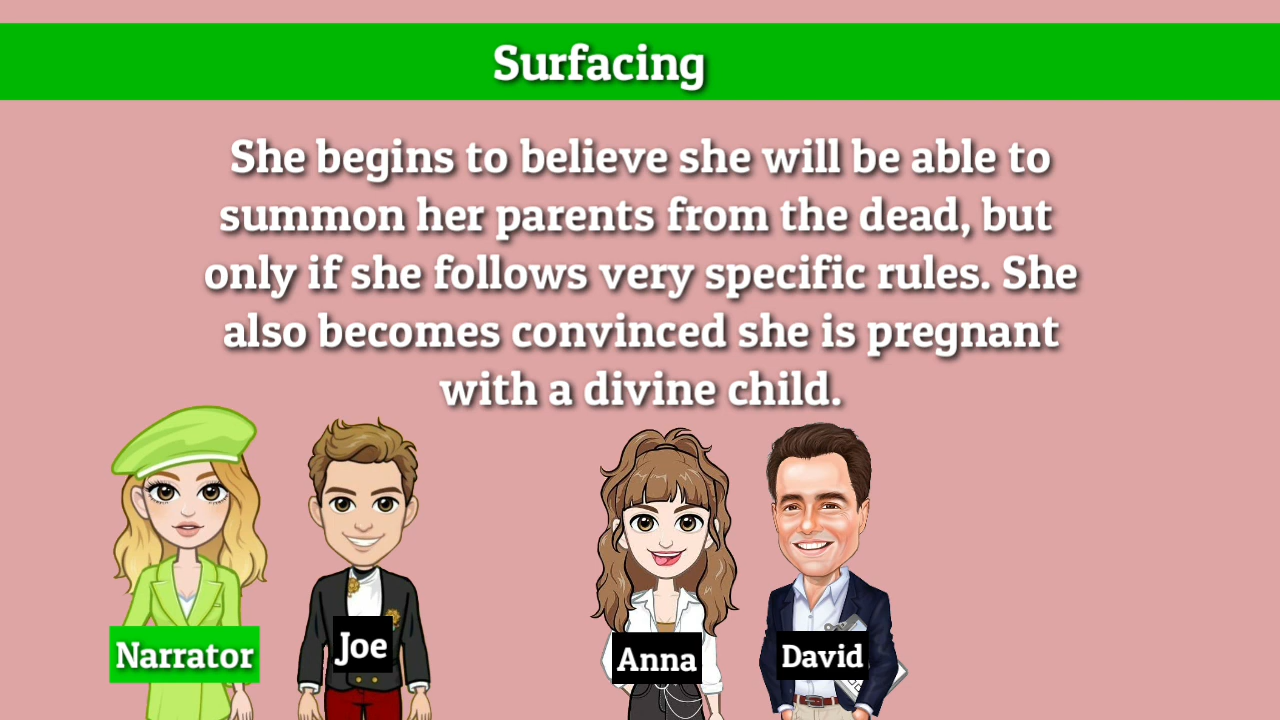 Surfacing
She begins to believe she will be able to
summon her parents from the dead, but
only if she follows very specific rules. She
also becomes convinced she is pregnant
with a divine child.
Narrator
Joe
Anna
David